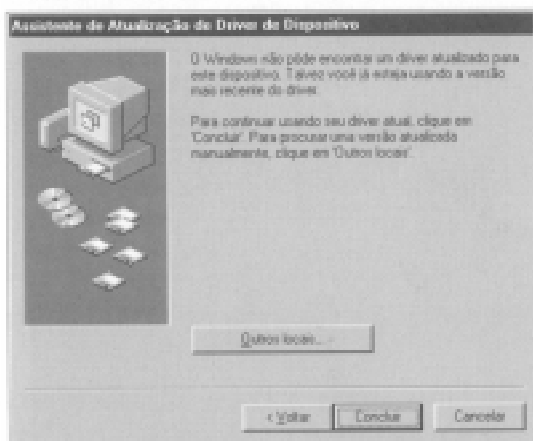 Assistente de Atualização de Driver de Dispositivo
O Windows não pôde encontrar um driver atualizado para
este dispositivo. Talvez você já esteja usando a versão
mais recente do driver.
Para continuar usando seu driver atual, clique em
'Concluir'. Para procurar uma versão atualizada
manualmente, clique em 'Outros locais'.
Outros locais...
< Voltar
Concluir
Cancelar